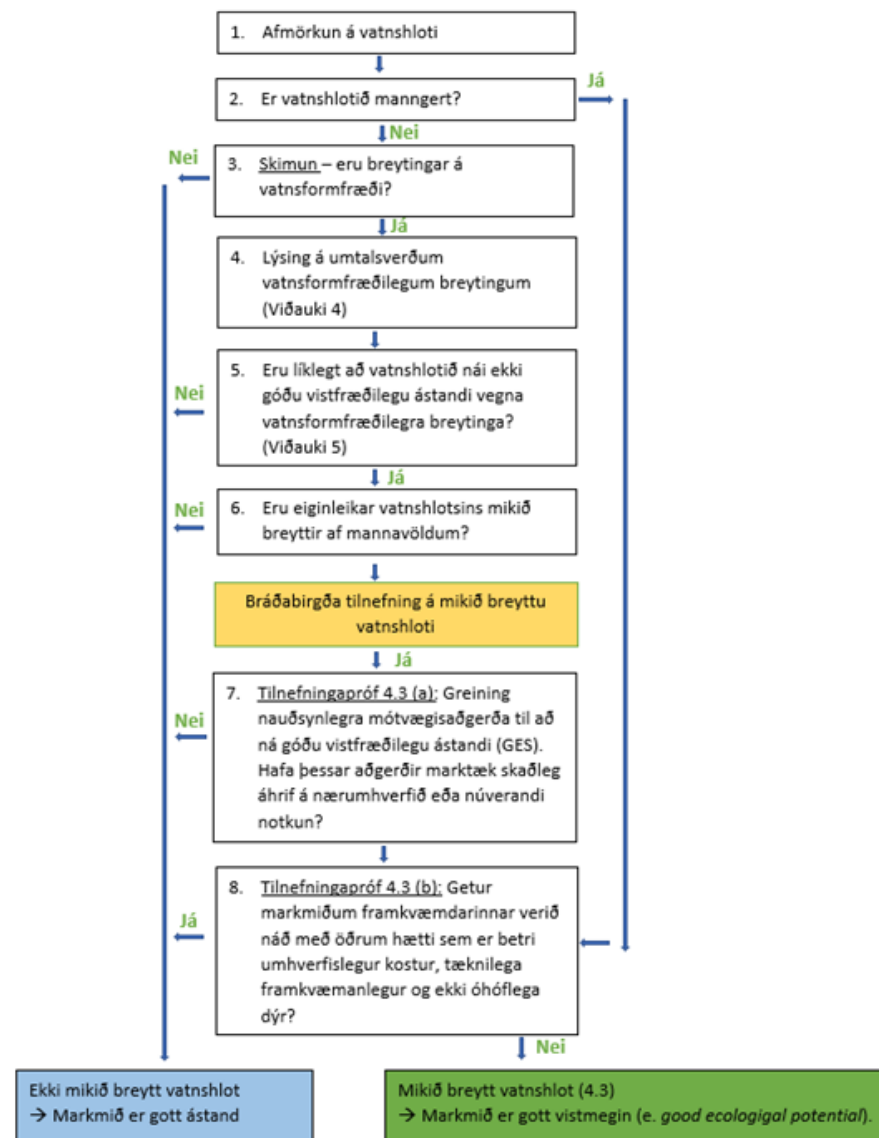 1. Afmörkun á vatnshloti
2. Er vatnshlotið manngert?
Já
Nei
Nei
3. Skimun – eru breytingar á
vatnsformfræði?
Já
4. Lýsing á umtalsverðum
vatnsformfræðilegum breytingum
(Viðauki 4)
5. Eru líklegt að vatnshlotið nái ekki
góðu vistfræðilegu ástandi vegna
vatnsformfræðilegra breytinga?
(Viðauki 5)
Nei
Já
6. Eru eiginleikar vatnshlotsins mikið
breyttir af mannavöldum?
Nei
Bráðabirgða tilnefning á mikið breyttu
vatnshloti
Já
7. Tilnefningapróf 4.3 (a): Greining
nauðsynlegra mótvægisaðgerða til að
ná góðu vistfræðilegu ástandi (GES).
Hafa þessar aðgerðir marktæk skaðleg
áhrif á nærumhverfið eða núverandi
notkun?
Nei
8. Tilnefningapróf 4.3 (b): Getur
markmiðum framkvæmdarinnar verið
náð með öðrum hætti sem er betri
umhverfislegur kostur, tæknilega
framkvæmanlegur og ekki óhóflega
dýr?
Já
Nei
Ekki mikið breytt vatnshlot
→ Markmið er gott ástand
Mikið breytt vatnshlot (4.3)
→ Markmið er gott vistmegin (e. good ecologigal potential).